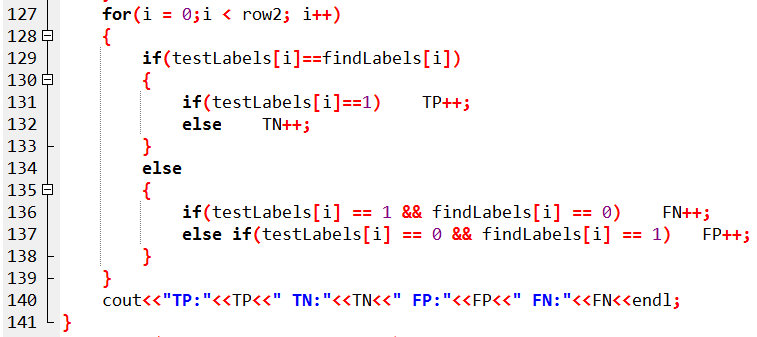 127 for(i = 0;i < row2; i++)
128 {
129 if(testLabels[i]==findLabels[i])
130 {
131 if(testLabels[i]==1) TP++;
132 else TN++;
133 }
134 else
135 {
136 if(testLabels[i] == 1 && findLabels[i] == 0) FN++;
137 else if(testLabels[i] == 0 && findLabels[i] == 1) FP++;
138 }
139 }
140 cout<<"TP:"<<TP<<" TN:"<<TN<<" FP:"<<FP<<" FN:"<<FN<<endl;
141 }